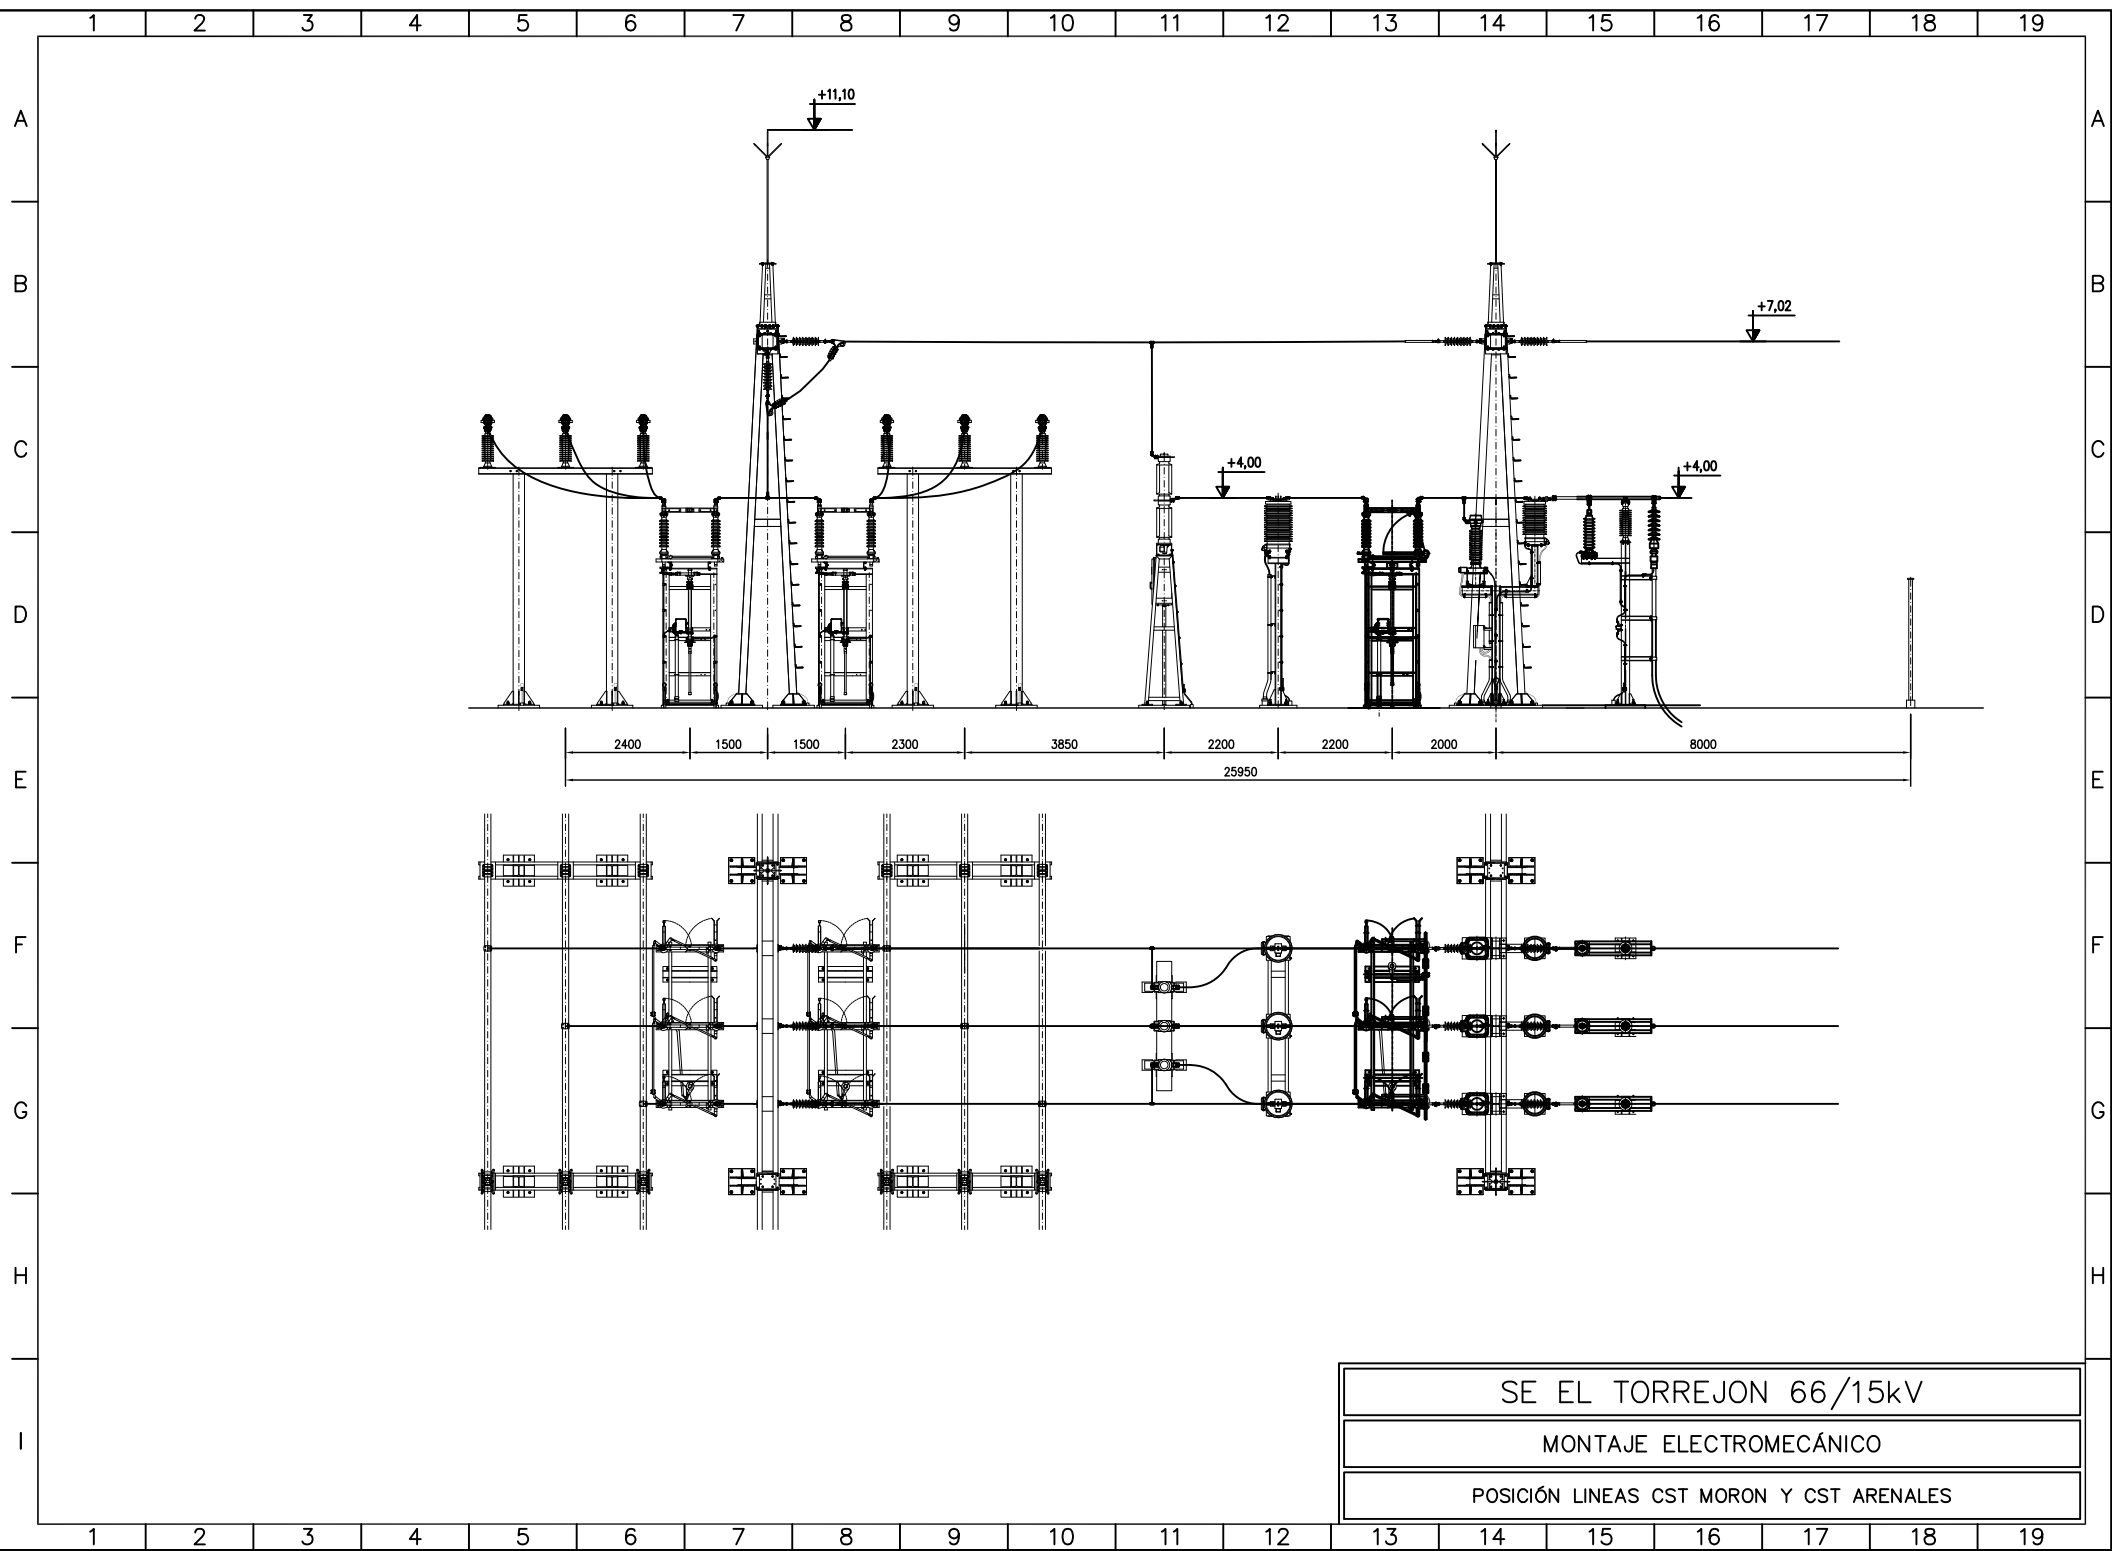 1 2 3 4 5 6 7 8 9 10 11 12 13 14 15 16 17 18 19
A A
+11,10
B B
+7,02
C C
+4,00 +4,00
D D
2400 1500 1500 2300 3850 2200 2200 2000 8000
25950
E E
F F
G G
H H
SE EL TORREJON 66/15kV
I
MONTAJE ELECTROMECÁNICO
POSICIÓN LINEAS CST MORON Y CST ARENALES
1 2 3 4 5 6 7 8 9 10 11 12 13 14 15 16 17 18 19